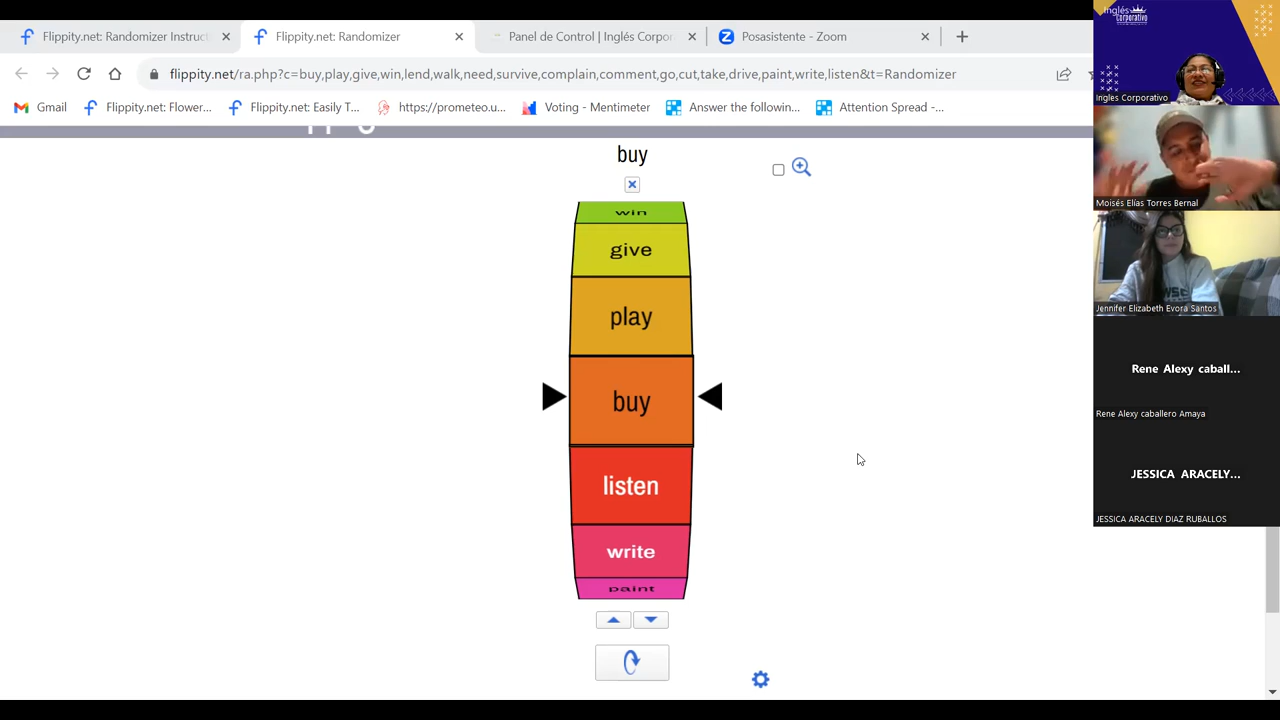 Flippity.net: Randomizer Instruct
Flippity.net: Randomizer
Panel de Control | Inglés Corpor
Posasistente - Zoom
flippity.net/ra.php?c=buy,play,give,win,lend,walk,need,survive,complain,comment,go,cut,take,drive,paint,write,listen&t=Randomizer
Gmail
Flippity.net: Flower...
Flippity.net: Easily T...
https://prometeo.u...
Voting - Mentimeter
Answer the followin...
Attention Spread -...
buy
win
give
play
buy
listen
write
paint
Inglés
Corporativo
Ingles Corporativo
Moisés Elías Torres Bernal
Jennifer Elizabeth Evora Santos
Rene Alexy caball...
Rene Alexy caballero Amaya
JESSICA ARACELY...
JESSICA ARACELY DIAZ RUBALLOS